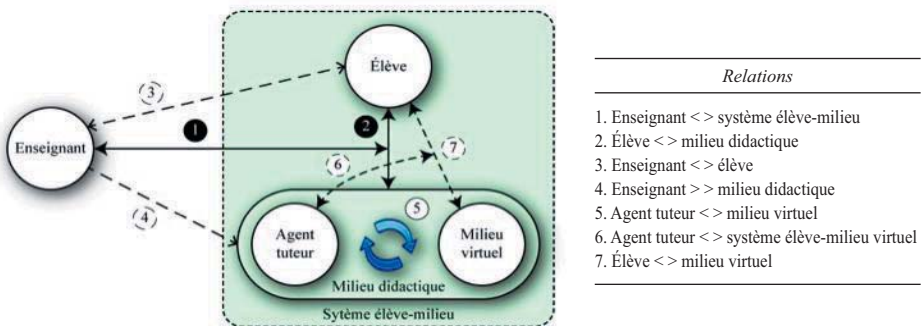 Élève
3
1
2
Enseignant
6
7
4
5
Agent
tuteur
Milieu
virtuel
Milieu didactique
Sytème élève-milieu
Relations
1. Enseignant < > système élève-milieu
2. Élève < > milieu didactique
3. Enseignant < > élève
4. Enseignant > > milieu didactique
5. Agent tuteur < > milieu virtuel
6. Agent tuteur < > système élève-milieu virtuel
7. Élève < > milieu virtuel